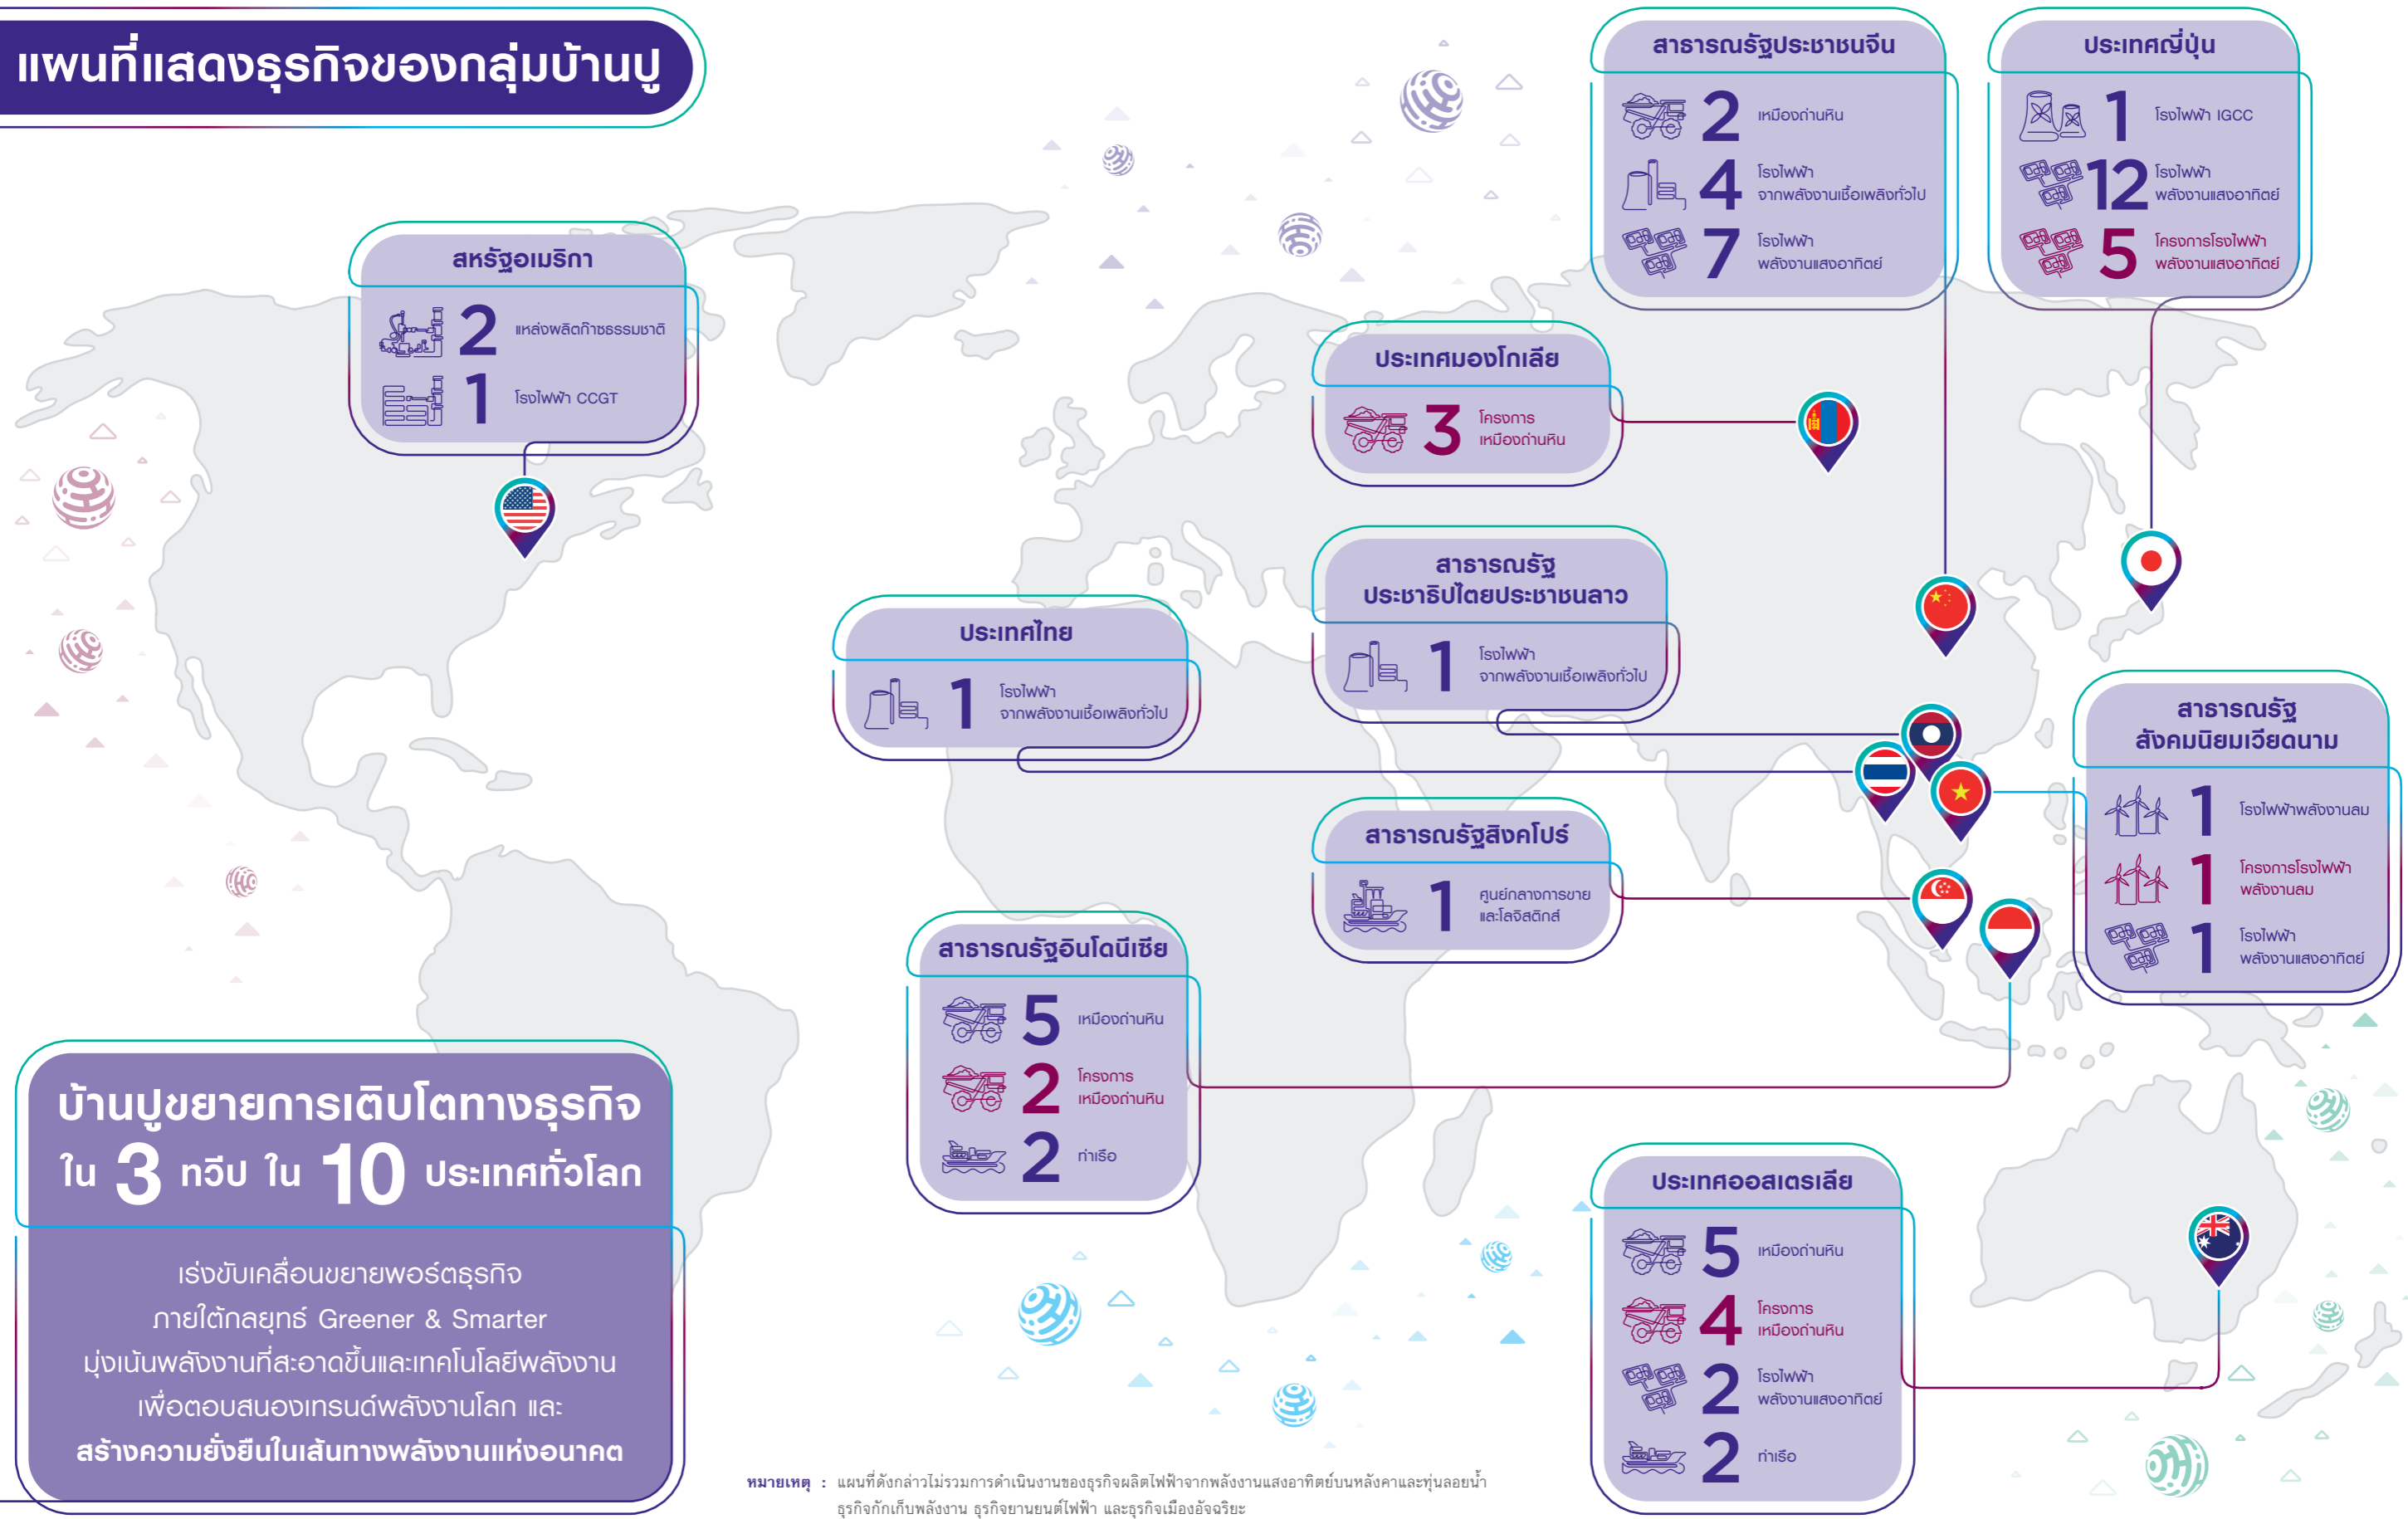 แผนที่แสดงธุรกิจของกลุ่มบ้านปู
สหรัฐอเมริกา
2 แหล่งผลิตก๊าซธรรมชาติ
1 โรงไฟฟ้า CCGT
สาธารณรัฐประชาชนจีน
2 เหมืองถ่านหิน
4 โรงไฟฟ้า
จากพลังงานเชื้อเพลิงทั่วไป
7 โรงไฟฟ้า
พลังงานแสงอาทิตย์
ประเทศญี่ปุ่น
1 โรงไฟฟ้า IGCC
12 โรงไฟฟ้า
พลังงานแสงอาทิตย์
5 โครงการโรงไฟฟ้า
พลังงานแสงอาทิตย์
ประเทศมองโกเลีย
3 โครงการ
เหมืองถ่านหิน
สาธารณรัฐ
ประชาธิปไตยประชาชนลาว
1 โรงไฟฟ้า
จากพลังงานเชื้อเพลิงทั่วไป
ประเทศไทย
1 โรงไฟฟ้า
จากพลังงานเชื้อเพลิงทั่วไป
สาธารณรัฐ
สังคมนิยมเวียดนาม
1 โรงไฟฟ้าพลังงานลม
1 โครงการโรงไฟฟ้า
พลังงานลม
1 โรงไฟฟ้า
พลังงานแสงอาทิตย์
สาธารณรัฐสิงคโปร์
1 ศูนย์กลางการขาย
และโลจิสติกส์
สาธารณรัฐอินโดนีเซีย
5 เหมืองถ่านหิน
2 โครงการ
เหมืองถ่านหิน
2 ท่าเรือ
ประเทศออสเตรเลีย
5 เหมืองถ่านหิน
4 โครงการ
เหมืองถ่านหิน
2 โรงไฟฟ้า
พลังงานแสงอาทิตย์
2 ท่าเรือ
บ้านปูขยายการเติบโตทางธุรกิจ
ใน 3 ทวีป ใน 10 ประเทศทั่วโลก
เร่งขับเคลื่อนขยายพอร์ตธุรกิจ
ภายใต้กลยุทธ์ Greener & Smarter
มุ่งเน้นพลังงานที่สะอาดขึ้นและเทคโนโลยีพลังงาน
เพื่อตอบสนองเทรนด์พลังงานโลก และ
สร้างความยั่งยืนในเส้นทางพลังงานแห่งอนาคต
หมายเหตุ : แผนที่ดังกล่าวไม่รวมการดำเนินงานของธุรกิจผลิตไฟฟ้าจากพลังงานแสงอาทิตย์บนหลังคาและทุ่นลอยน้ำ
ธุรกิจกักเก็บพลังงาน ธุรกิจยานยนต์ไฟฟ้า และธุรกิจเมืองอัจฉริยะ